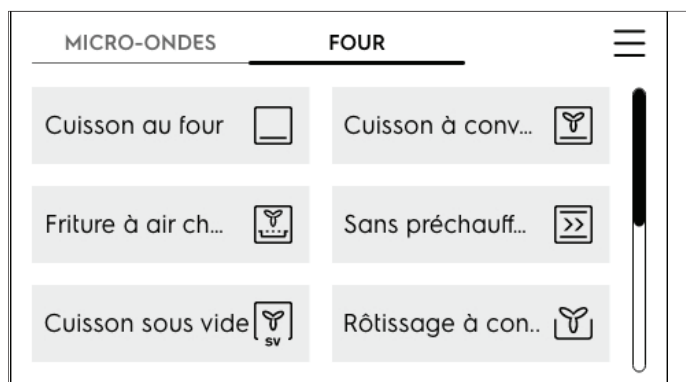 MICRO-ONDES FOUR
Cuisson au four Cuisson à conv...
Friture à air ch... Sans préchauff...
Cuisson sous vide SV Rôtissage à con..